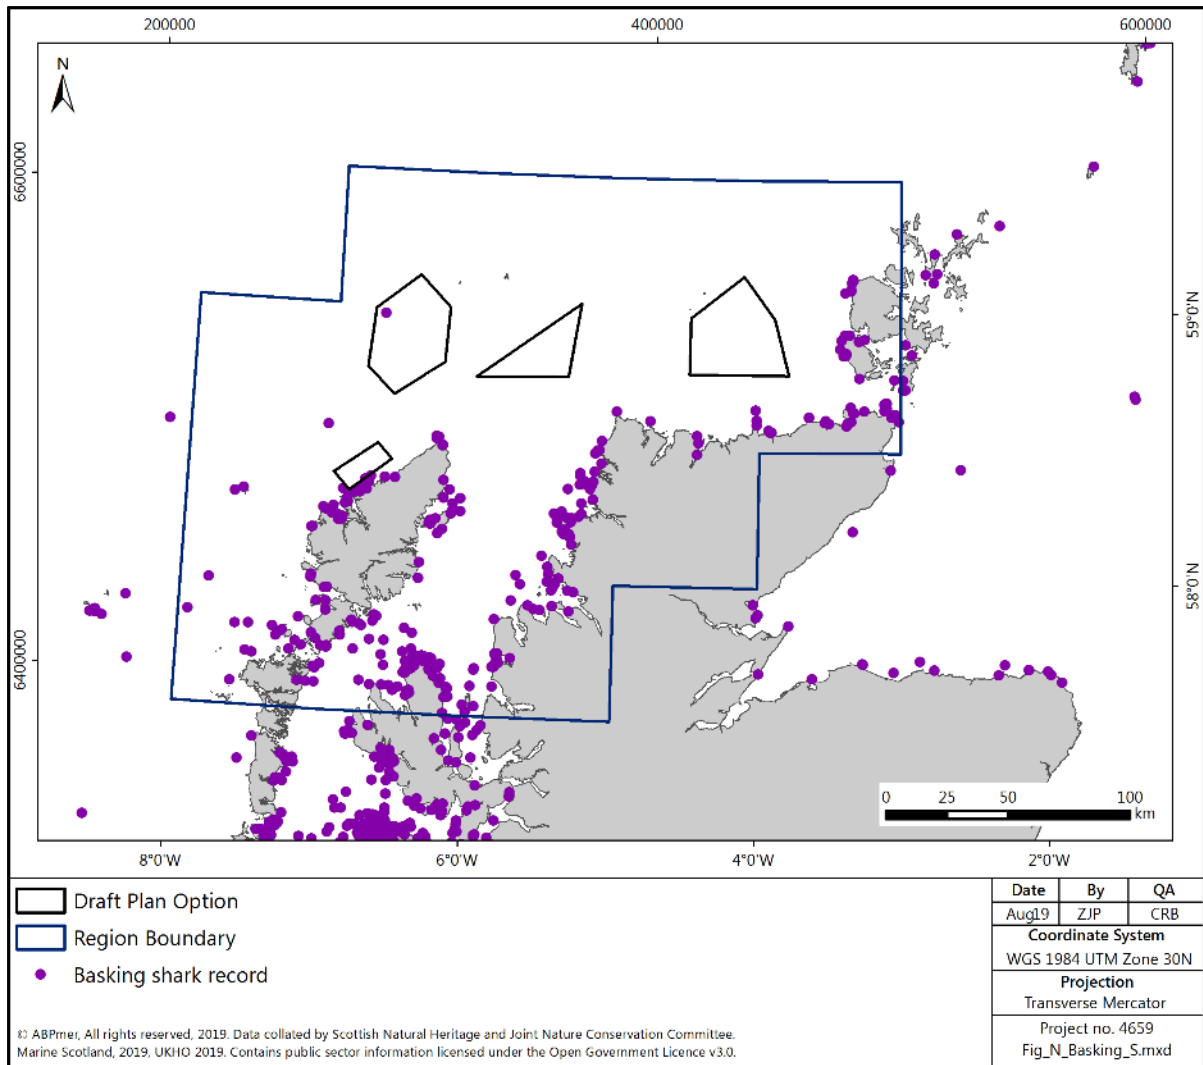 200000 400000 600000
N
6600000
59°0'N
58°0'N
6400000
0 25 50 100
km
8°0'W 6°0'W 4°0'W 2°0'W
Draft Plan Option
Region Boundary
Basking shark record
Date By QA
Aug19 ZJP CRB
Coordinate System
WGS 1984 UTM Zone 30N
Projection
Transverse Mercator
Project no. 4659
Fig_N_Basking_S.mxd
© ABPmer, All rights reserved, 2019. Data collated by Scottish Natural Heritage and Joint Nature Conservation Committee.
Marine Scotland, 2019, UKHO 2019. Contains public sector information licensed under the Open Government Licence v3.0.